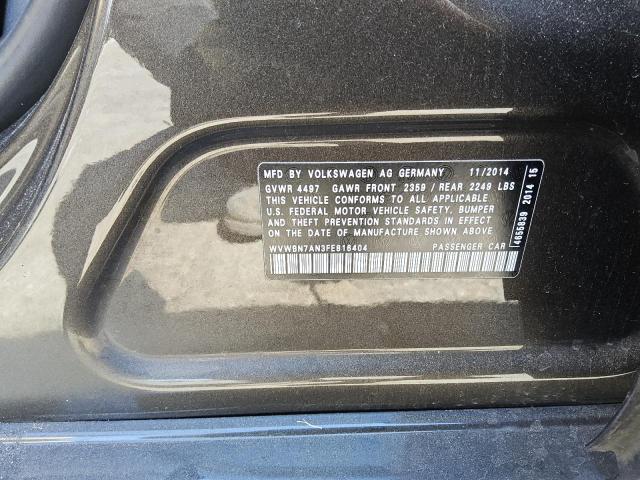 MFD BY VOLKSWAGEN AG GERMANY 11/2014
GVWR 4497 GAWR FRONT 2359 / REAR 2249 LBS
THIS VEHICLE CONFORMS TO ALL APPLICABLE
U.S. FEDERAL MOTOR VEHICLE SAFETY, BUMPER
AND THEFT PREVENTION STANDARDS IN EFFECT
ON THE DATE OF MANUFACTURE SHOWN ABOVE.
WVWBN7AN3FE816404 PASSENGER CAR
4655839 2014 15